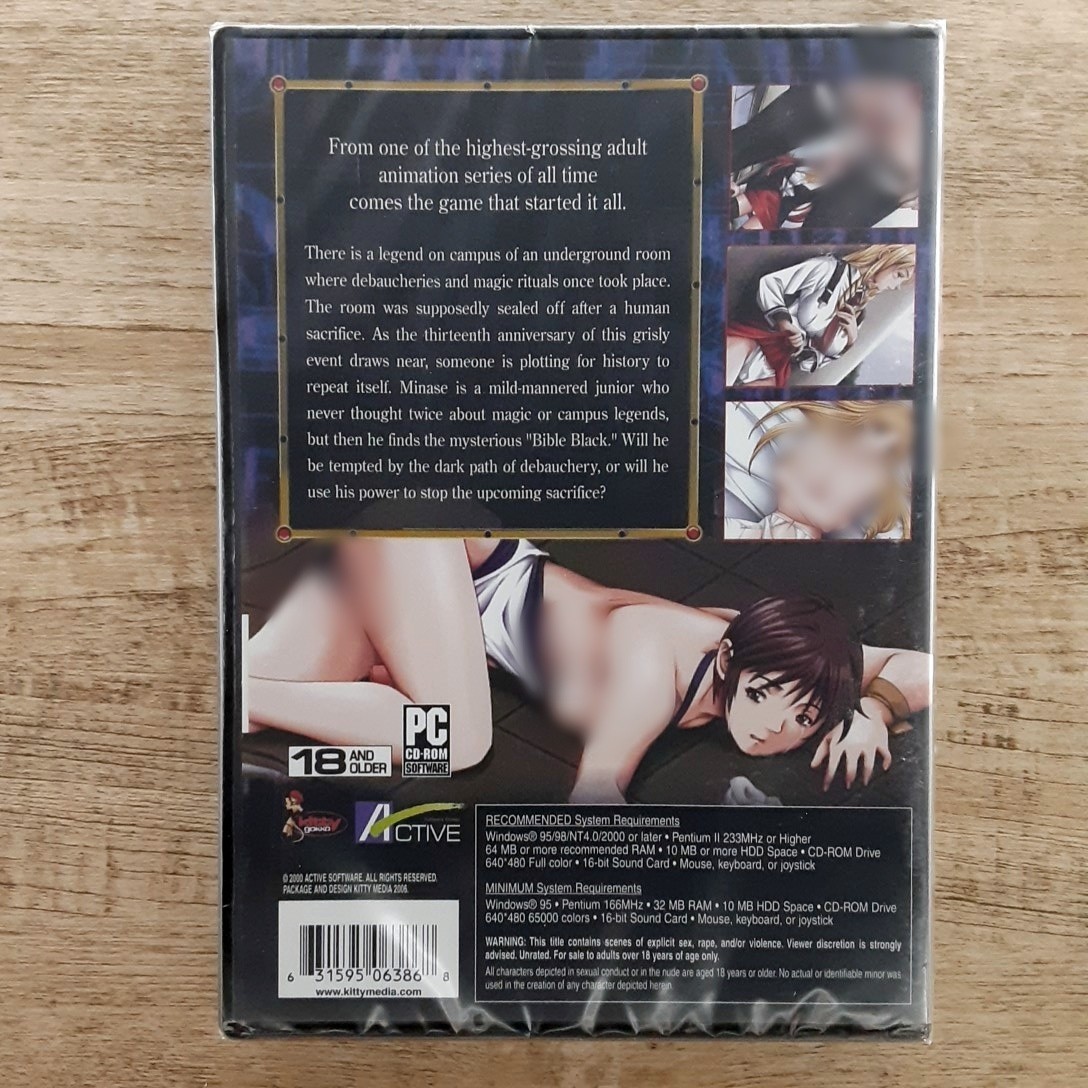 From one of the highest-grossing adult
animation series of all time
comes the game that started it all.
There is a legend on campus of an underground room
where debaucheries and magic rituals once took place.
The room was supposedly sealed off after a human
sacrifice. As the thirteenth anniversary of this grisly
event draws near, someone is plotting for history to
repeat itself. Minase is a mild-mannered junior who
never thought twice about magic or campus legends,
but then he finds the mysterious "Bible Black." Will he
be tempted by the dark path of debauchery, or will he
use his power to stop the upcoming sacrifice?
18 AND OLDER
PC
CD-ROM
SOFTWARE
kitty
gakko
ACTIVE
© 2000 ACTIVE SOFTWARE. ALL RIGHTS RESERVED.
PACKAGE AND DESIGN KITTY MEDIA 2006.
6 31595 06386 8
www.kittymedia.com
RECOMMENDED System Requirements
Windows® 95/98/NT4.0/2000 or later • Pentium II 233MHz or Higher
64 MB or more recommended RAM • 10 MB or more HDD Space • CD-ROM Drive
640*480 Full color • 16-bit Sound Card • Mouse, keyboard, or joystick
MINIMUM System Requirements
Windows® 95 • Pentium 166MHz • 32 MB RAM • 10 MB HDD Space • CD-ROM Drive
640*480 65000 colors • 16-bit Sound Card • Mouse, keyboard, or joystick
WARNING: This title contains scenes of explicit sex, rape, and/or violence. Viewer discretion is strongly
advised. Unrated. For sale to adults over 18 years of age only.
All characters depicted in sexual conduct or in the nude are aged 18 years or older. No actual or identifiable minor was
used in the creation of any character depicted herein.